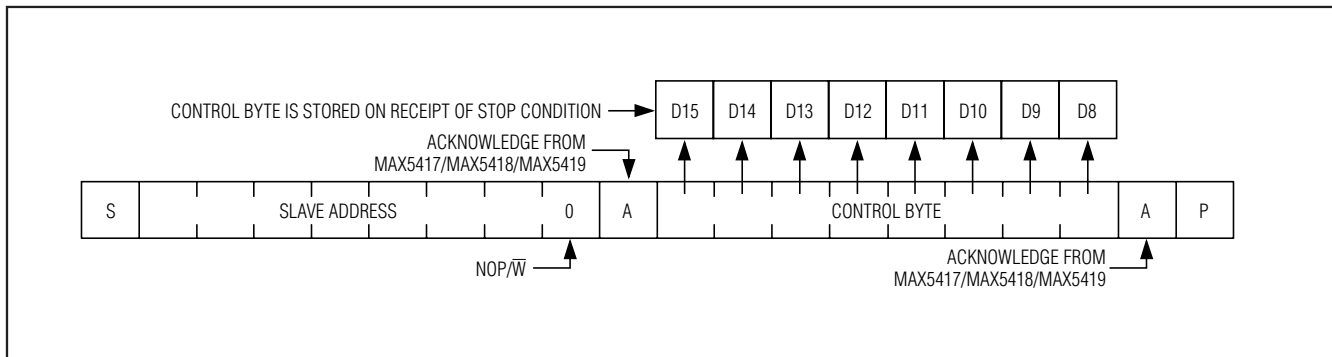 CONTROL BYTE IS STORED ON RECEIPT OF STOP CONDITION D15 D14 D13 D12 D11 D10 D9 D8
ACKNOWLEDGE FROM
MAX5417/MAX5418/MAX5419
S SLAVE ADDRESS 0 A CONTROL BYTE A P
NOP/W̅
ACKNOWLEDGE FROM
MAX5417/MAX5418/MAX5419